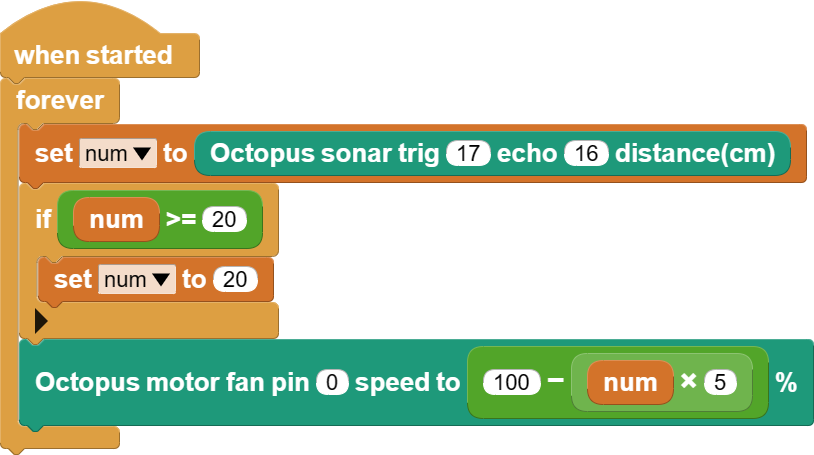 when started
forever
set num to Octopus sonar trig 17 echo 16 distance(cm)
if num >= 20
set num to 20
Octopus motor fan pin 0 speed to 100 − num × 5 %